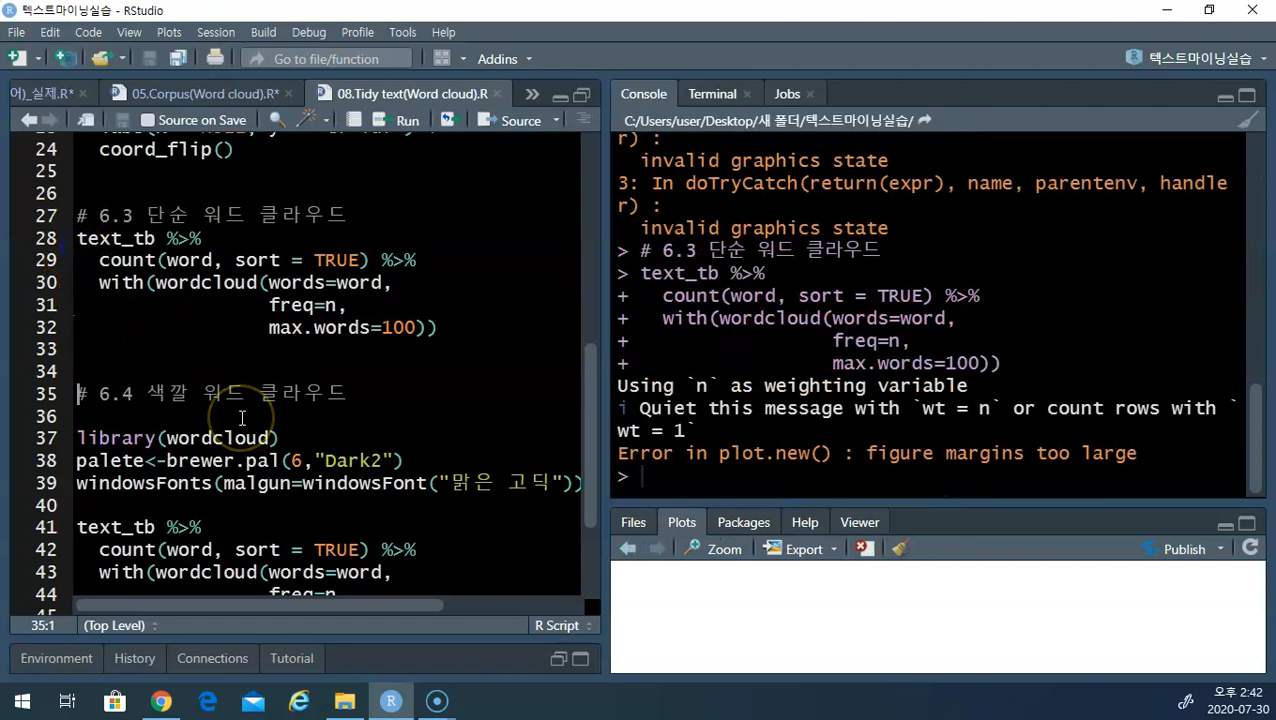 텍스트마이닝실습 - RStudio
File Edit Code View Plots Session Build Debug Profile Tools Help
Go to file/function Addins 텍스트마이닝실습
어)_실제.R* 05.Corpus(Word cloud).R* 08.Tidy text(Word cloud).R
Source on Save Run Source
24 coord_flip()
25
26
27 # 6.3 단순 워드 클라우드
28 text_tb %>%
29 count(word, sort = TRUE) %>%
30 with(wordcloud(words=word,
31 freq=n,
32 max.words=100))
33
34
35 # 6.4 색깔 워드 클라우드
36
37 library(wordcloud)
38 palete<-brewer.pal(6,"Dark2")
39 windowsFonts(malgun=windowsFont("맑은 고딕"))
40
41 text_tb %>%
42 count(word, sort = TRUE) %>%
43 with(wordcloud(words=word,
44 freq=n
45
35:1 (Top Level) R Script
Environment History Connections Tutorial
Console Terminal Jobs
C:/Users/user/Desktop/새 폴더/텍스트마이닝실습/
r) :
invalid graphics state
3: In doTryCatch(return(expr), name, parentenv, handle
r) :
invalid graphics state
> # 6.3 단순 워드 클라우드
> text_tb %>%
+ count(word, sort = TRUE) %>%
+ with(wordcloud(words=word,
+ freq=n,
+ max.words=100))
Using `n` as weighting variable
i Quiet this message with `wt = n` or count rows with `
wt = 1`
Error in plot.new() : figure margins too large
>
Files Plots Packages Help Viewer
Zoom Export Publish
오후 2:42
2020-07-30